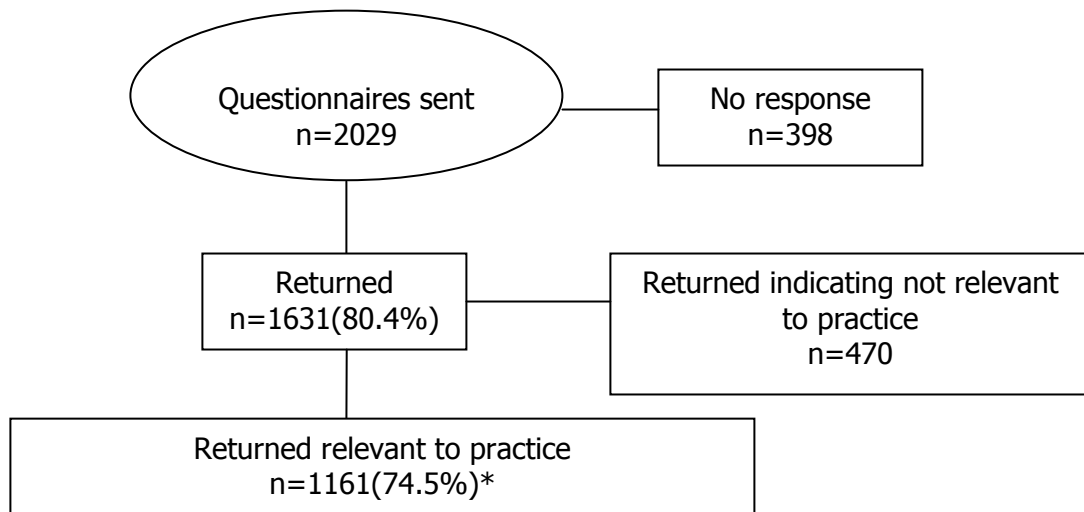 Questionnaires sent
n=2029
No response
n=398
Returned
n=1631(80.4%)
Returned indicating not relevant
to practice
n=470
Returned relevant to practice
n=1161(74.5%)*